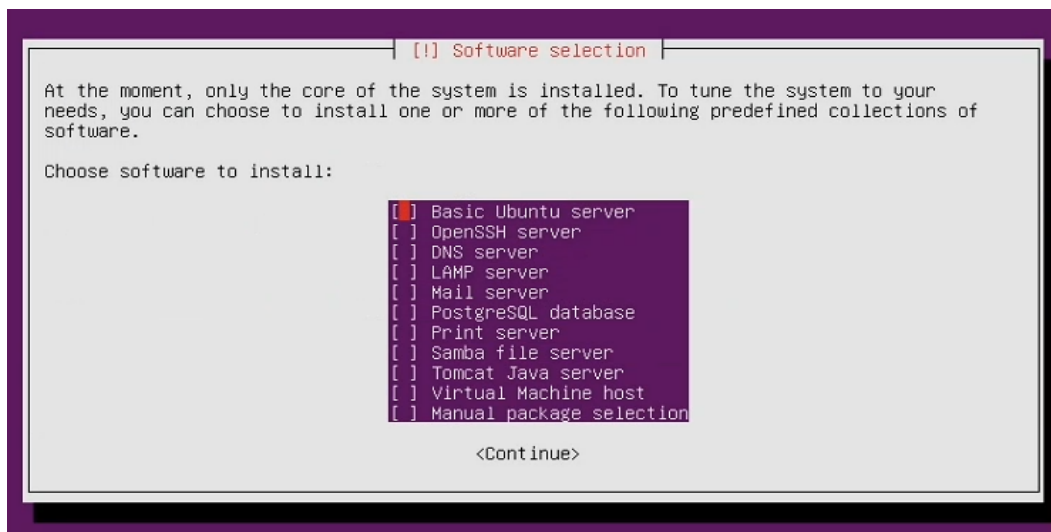 [!] Software selection
At the moment, only the core of the system is installed. To tune the system to your
needs, you can choose to install one or more of the following predefined collections of
software.
Choose software to install:
[ ] Basic Ubuntu server
[ ] OpenSSH server
[ ] DNS server
[ ] LAMP server
[ ] Mail server
[ ] PostgreSQL database
[ ] Print server
[ ] Samba file server
[ ] Tomcat Java server
[ ] Virtual Machine host
[ ] Manual package selection
<Continue>